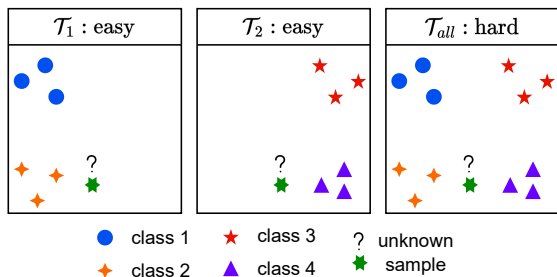 𝒯₁ : easy
𝒯₂ : easy
𝒯ₐₗₗ : hard
?
?
?
class 1
class 3
? unknown
class 2
class 4
sample